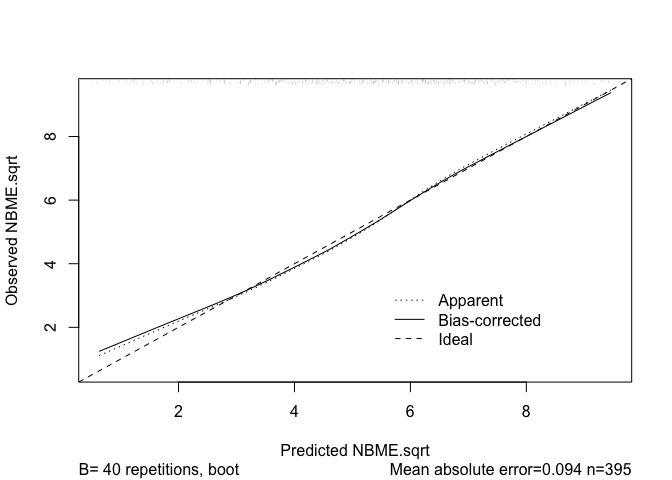 8
6
4
2
Observed NBME.sqrt
Apparent
Bias-corrected
Ideal
2 4 6 8
Predicted NBME.sqrt
B= 40 repetitions, boot Mean absolute error=0.094 n=395